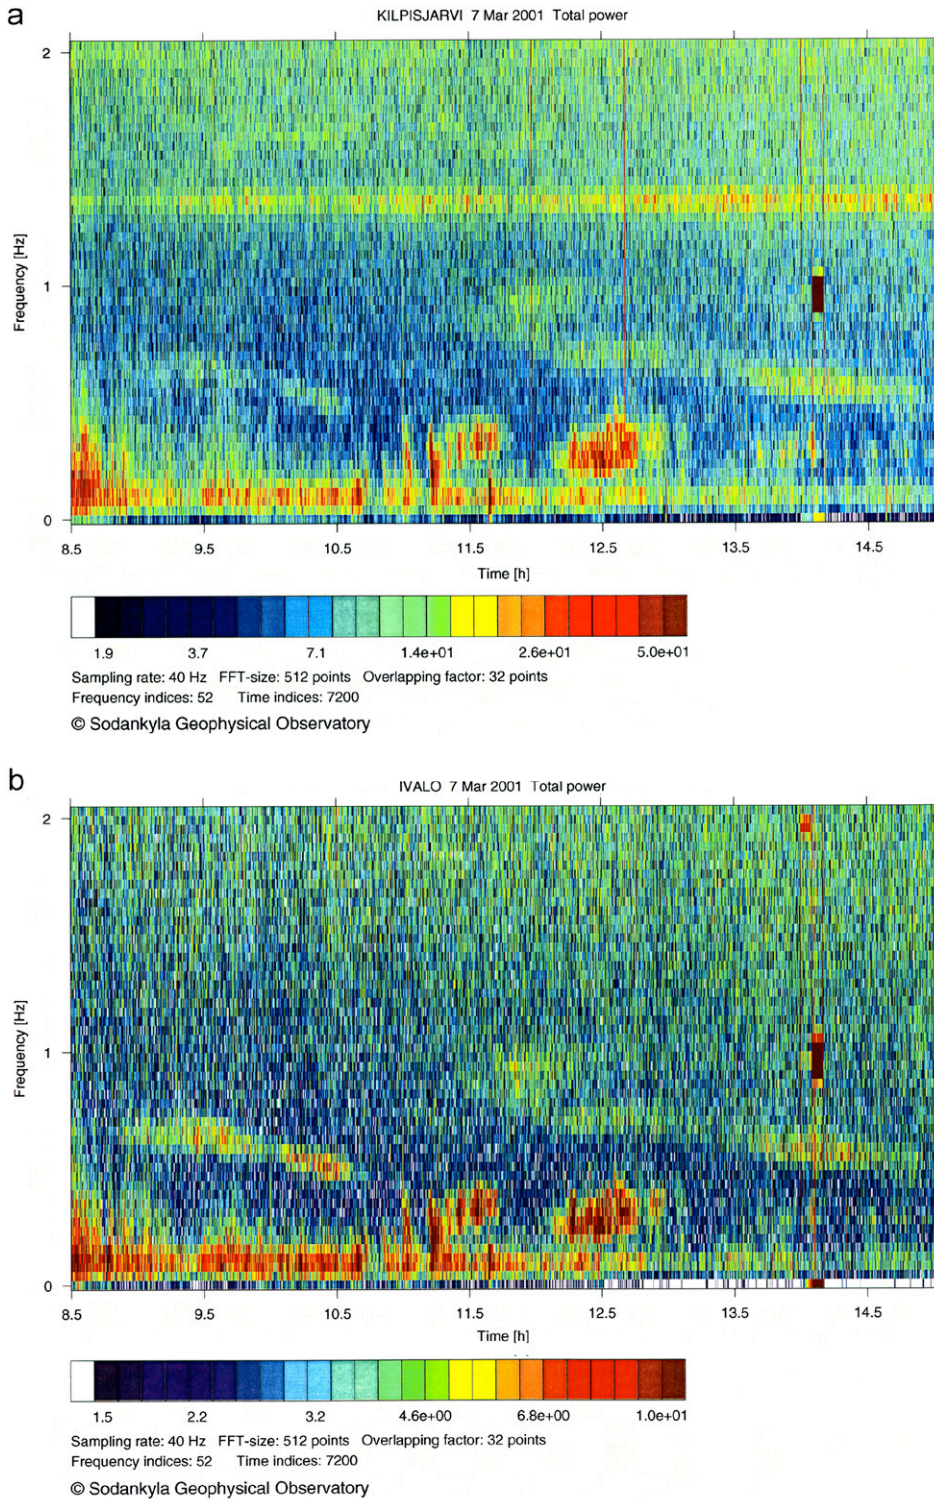 a
KILPISJARVI 7 Mar 2001 Total power
2
1
0
Frequency [Hz]
8.5 9.5 10.5 11.5 12.5 13.5 14.5
Time [h]
1.9 3.7 7.1 1.4e+01 2.6e+01 5.0e+01
Sampling rate: 40 Hz FFT-size: 512 points Overlapping factor: 32 points
Frequency indices: 52 Time indices: 7200
© Sodankyla Geophysical Observatory
b
IVALO 7 Mar 2001 Total power
2
1
0
Frequency [Hz]
8.5 9.5 10.5 11.5 12.5 13.5 14.5
Time [h]
1.5 2.2 3.2 4.6e+00 6.8e+00 1.0e+01
Sampling rate: 40 Hz FFT-size: 512 points Overlapping factor: 32 points
Frequency indices: 52 Time indices: 7200
© Sodankyla Geophysical Observatory